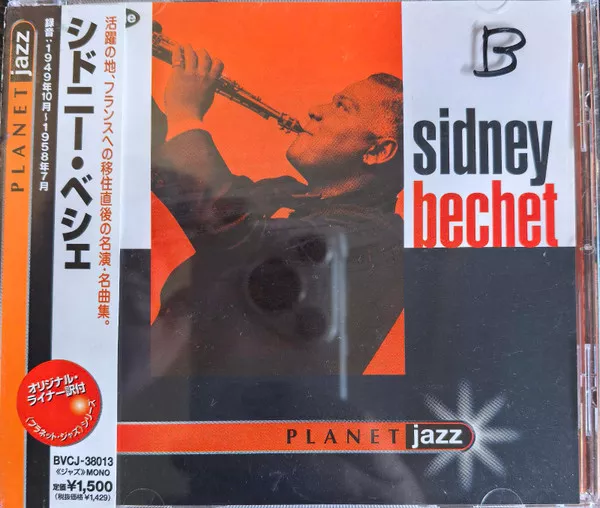 PLANET jazz
録音:1949年10月〜1958年7月
シドニー・ベシェ
活躍の地、フランスへの移住直後の名演・名曲集。
オリジナル・
ライナー訳付
〈プラネット・ジャズ〉シリーズ
BVCJ-38013
《ジャズ》MONO
定価¥1,500
(税抜価格¥1,429)
e
B
sidney
bechet
PLANET jazz